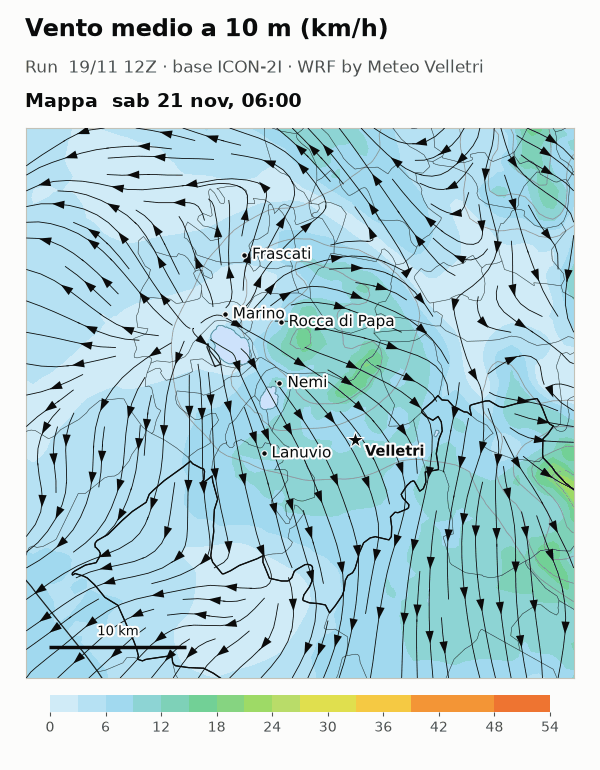 Vento medio a 10 m (km/h)
Run  19/11 12Z · base ICON-2I · WRF by Meteo Velletri
Mappa  sab 21 nov, 06:00
Frascati
Marino
Rocca di Papa
Nemi
Velletri
Lanuvio
10 km
0 6 12 18 24 30 36 42 48 54